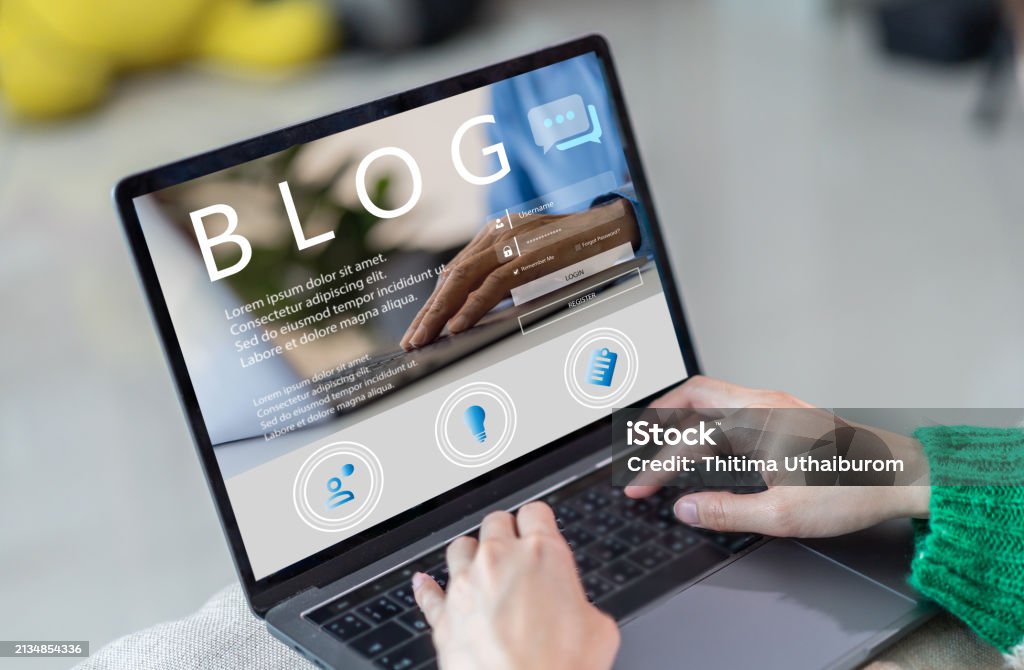 BLOG
Username
Forgot Password?
Remember Me
LOGIN
REGISTER
Lorem ipsum dolor sit amet.
Consectetur adipiscing elit.
Sed do eiusmod tempor incididunt ut.
Labore et dolore magna aliqua.
Lorem ipsum dolor sit amet.
Consectetur adipiscing elit.
Sed do eiusmod tempor incididunt ut.
Labore et dolore magna aliqua.
iStock™
Credit: Thitima Uthaiburom
2134854336